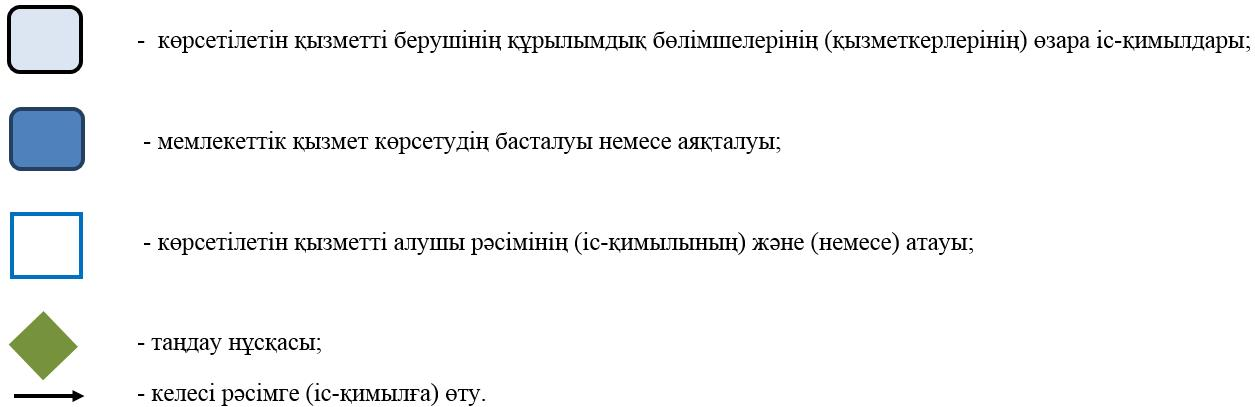 - көрсетілетін қызметті берушінің құрылымдық бөлімшелерінің (қызметкерлерінің) өзара іс-қимылдары;
- мемлекеттік қызмет көрсетудің басталуы немесе аяқталуы;
- көрсетілетін қызметті алушы рәсімінің (іс-қимылының) және (немесе) атауы;
- таңдау нұсқасы;
- келесі рәсімге (іс-қимылға) өту.